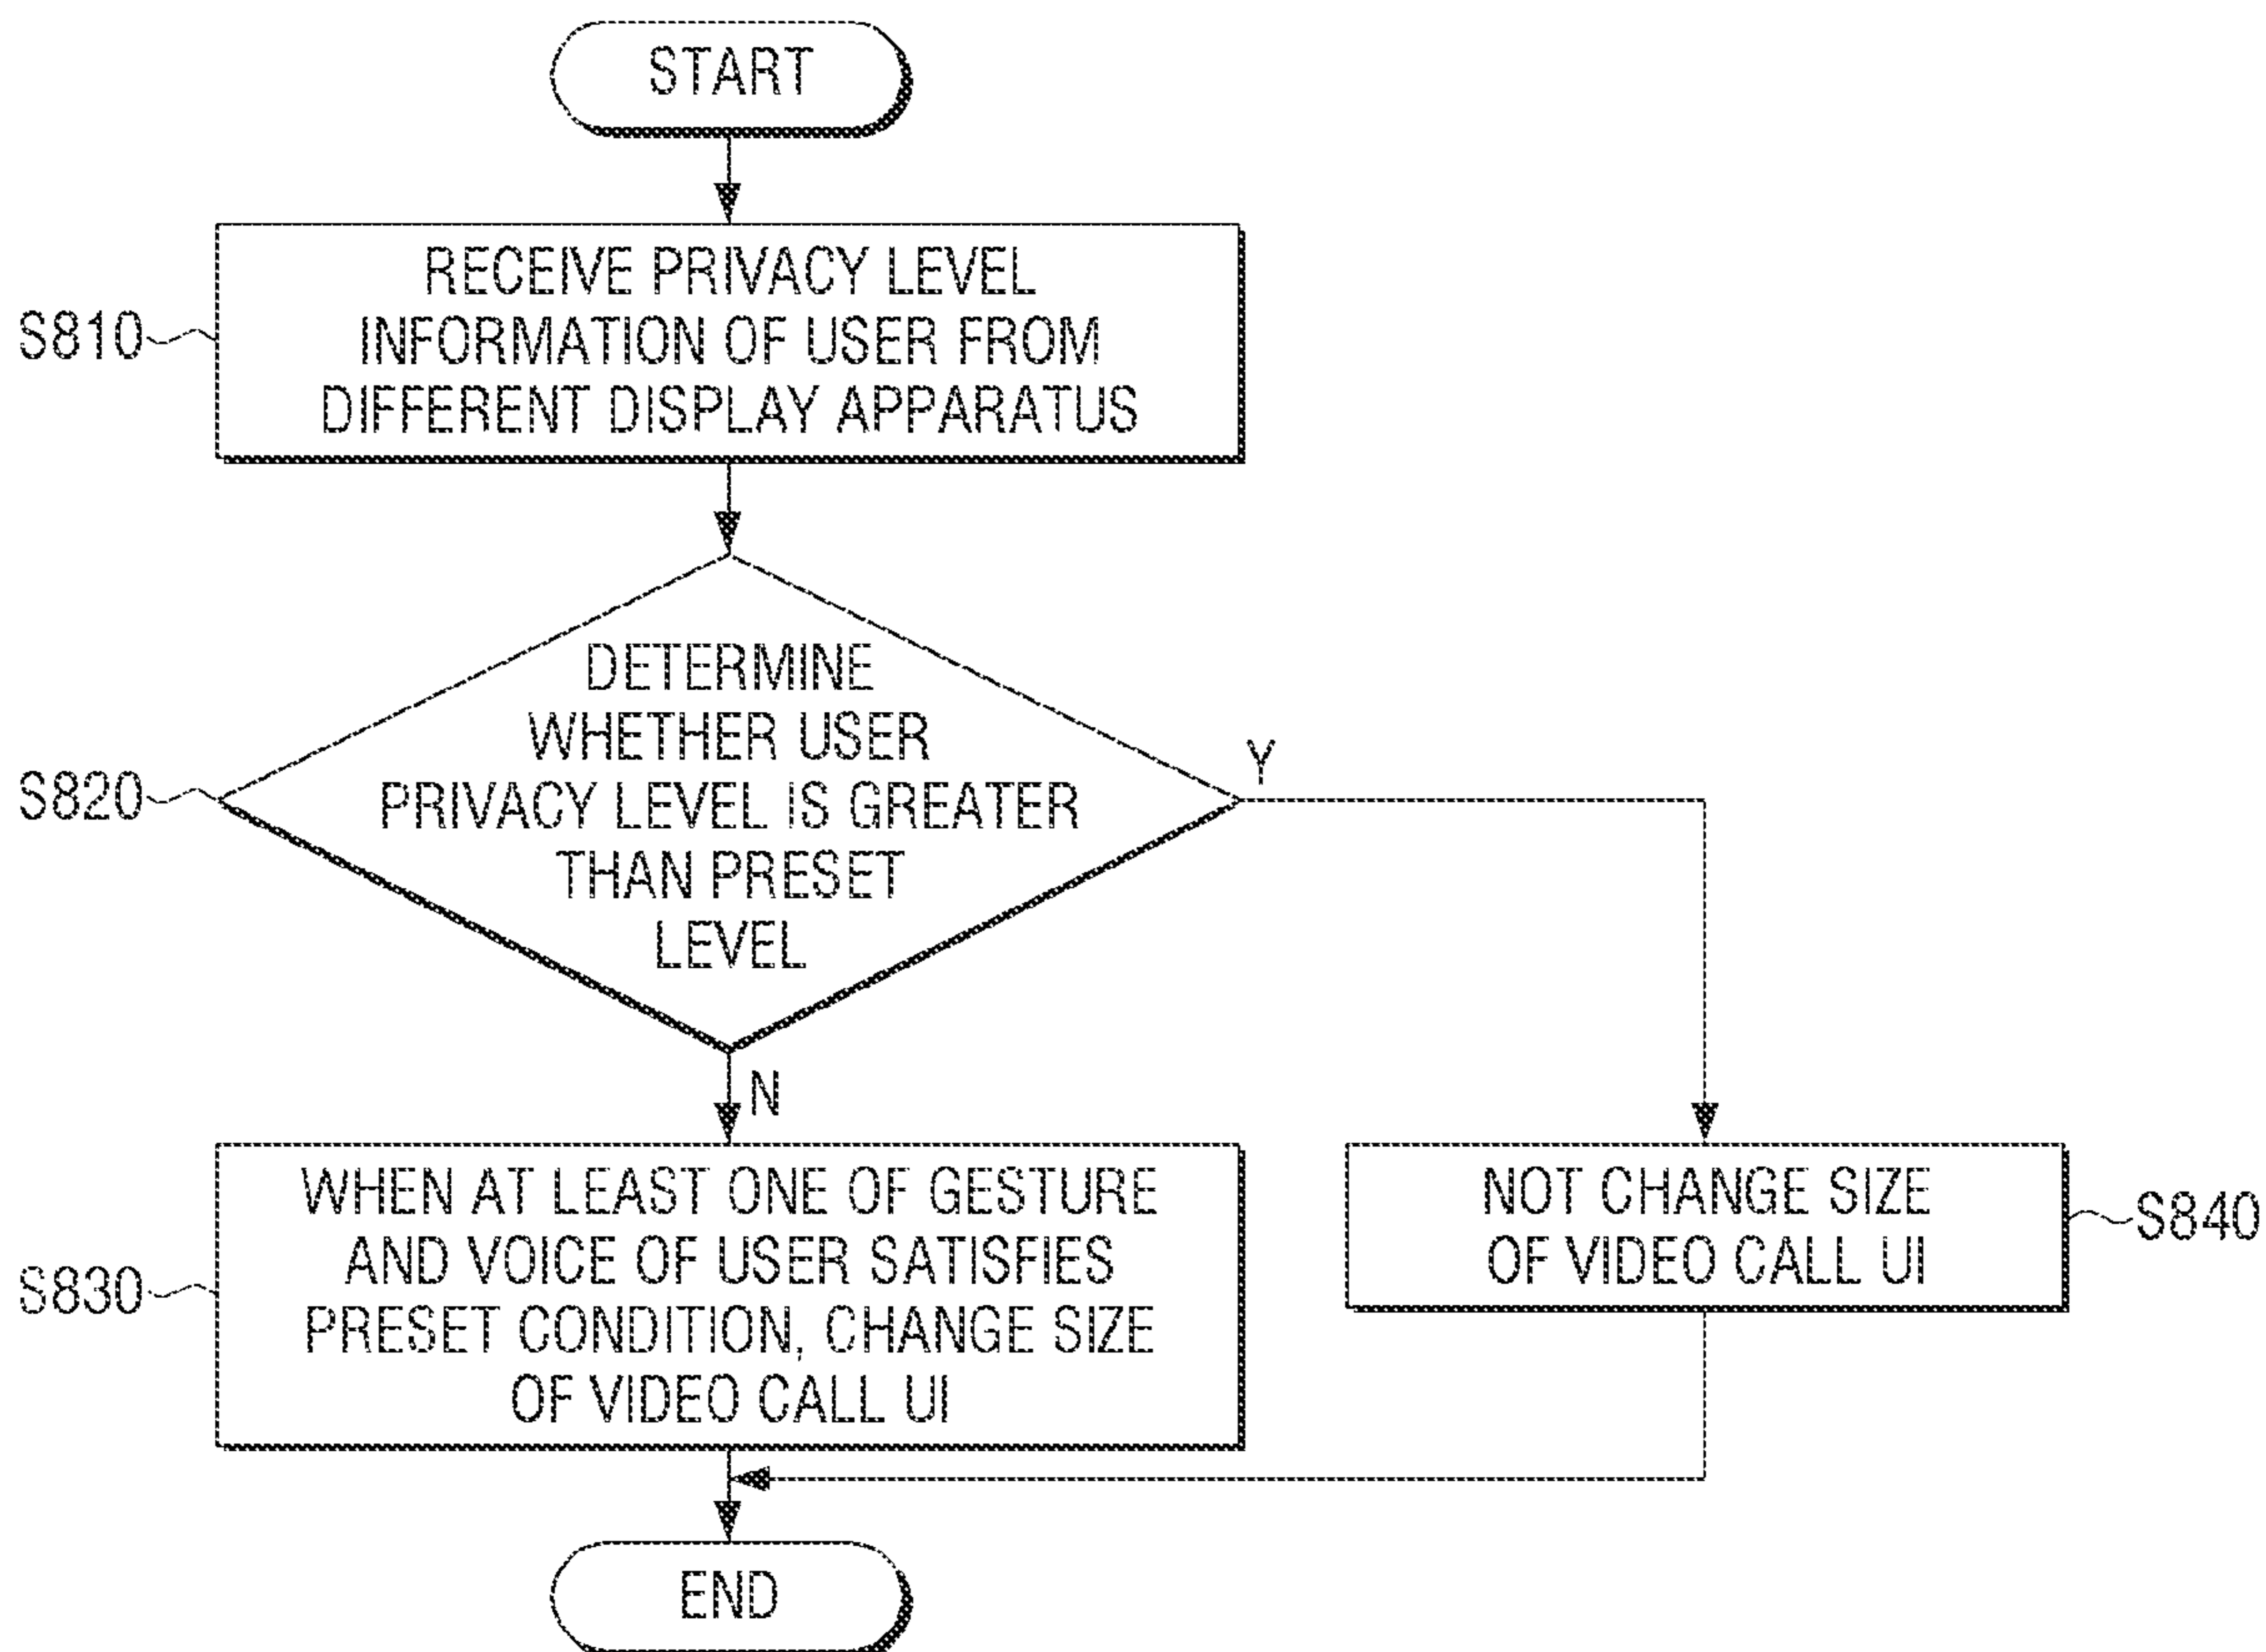 START
RECEIVE PRIVACY LEVEL
INFORMATION OF USER FROM
DIFFERENT DISPLAY APPARATUS
S810
DETERMINE
WHETHER USER
PRIVACY LEVEL IS GREATER
THAN PRESET
LEVEL
S820
Y
N
WHEN AT LEAST ONE OF GESTURE
AND VOICE OF USER SATISFIES
PRESET CONDITION, CHANGE SIZE
OF VIDEO CALL UI
S830
NOT CHANGE SIZE
OF VIDEO CALL UI
S840
END